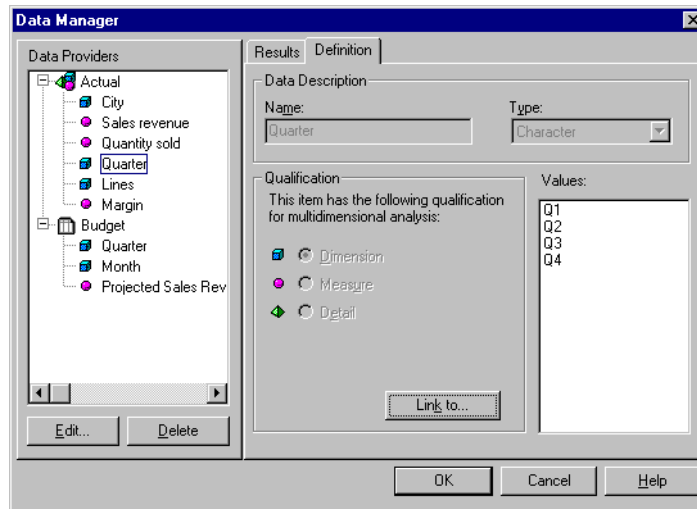 Data Manager
Data Providers
Actual
City
Sales revenue
Quantity sold
Quarter
Lines
Margin
Budget
Quarter
Month
Projected Sales Rev
Edit...
Delete
Results
Definition
Data Description
Name:
Type:
Quarter
Character
Qualification
This item has the following qualification
for multidimensional analysis:
Dimension
Measure
Detail
Link to...
Values:
Q1
Q2
Q3
Q4
OK
Cancel
Help